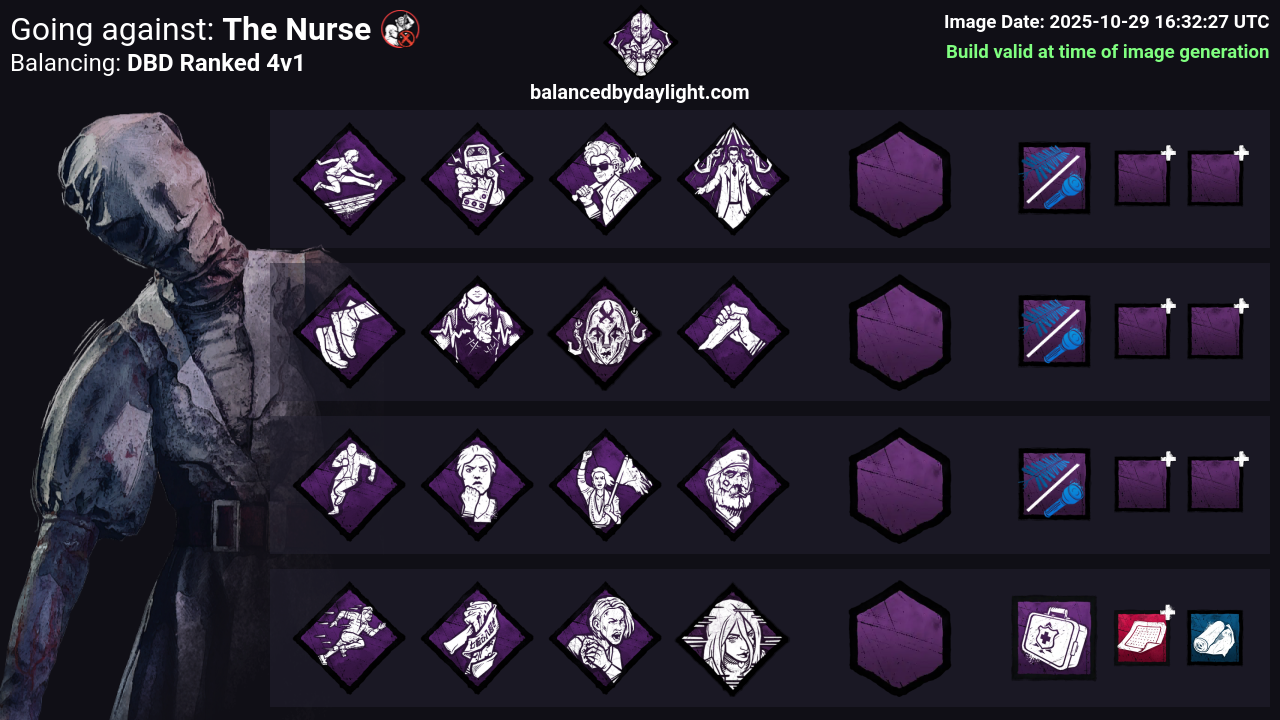 Going against: The Nurse
Balancing: DBD Ranked 4v1
balancedbydaylight.com
Image Date: 2025-10-29 16:32:27 UTC
Build valid at time of image generation